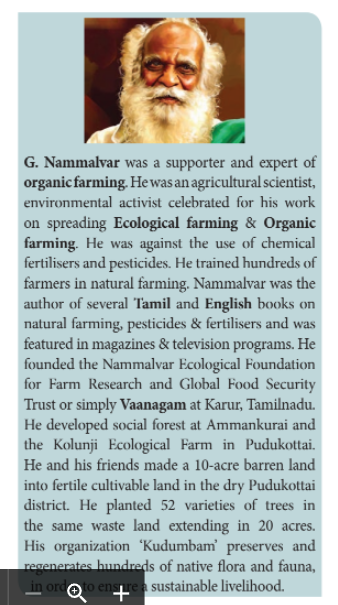 G. Nammalvar was a supporter and expert of
organic farming. He was an agricultural scientist,
environmental activist celebrated for his work
on spreading Ecological farming & Organic
farming. He was against the use of chemical
fertilisers and pesticides. He trained hundreds of
farmers in natural farming. Nammalvar was the
author of several Tamil and English books on
natural farming, pesticides & fertilisers and was
featured in magazines & television programs. He
founded the Nammalvar Ecological Foundation
for Farm Research and Global Food Security
Trust or simply Vaanagam at Karur, Tamilnadu.
He developed social forest at Ammankurai and
the Kolunji Ecological Farm in Pudukottai.
He and his friends made a 10-acre barren land
into fertile cultivable land in the dry Pudukottai
district. He planted 52 varieties of trees in
the same waste land extending in 20 acres.
His organization ‘Kudumbam’ preserves and
regenerates hundreds of native flora and fauna,
in order to ensure a sustainable livelihood.